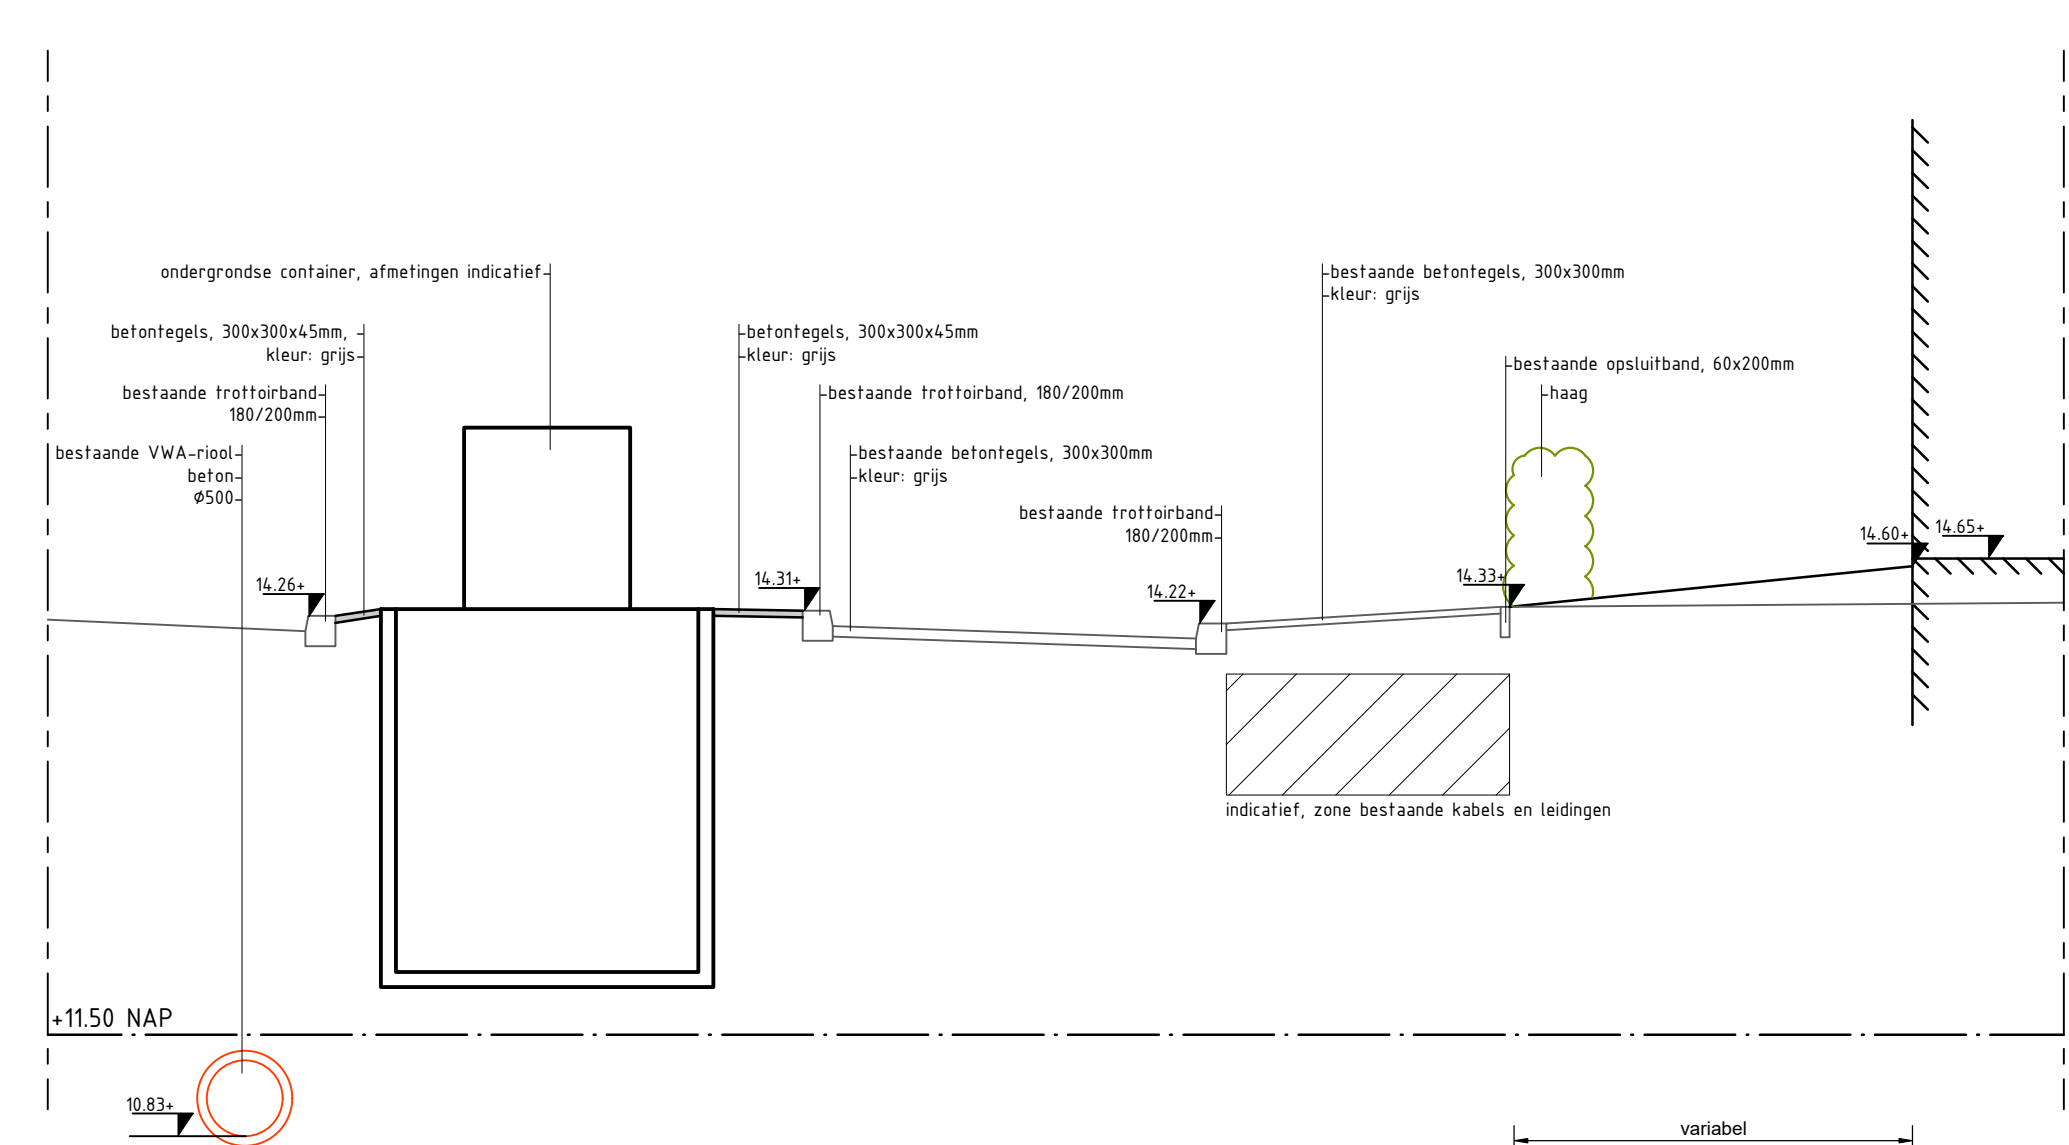 ondergrondse container, afmetingen indicatief
bestaande betontegels, 300x300mm
kleur: grijs
betontegels, 300x300x45mm,
kleur: grijs
betontegels, 300x300x45mm
kleur: grijs
bestaande opsluitband, 60x200mm
haag
bestaande trottoirband
180/200mm
bestaande trottoirband, 180/200mm
bestaande VWA-riool
beton
Ø500
bestaande betontegels, 300x300mm
kleur: grijs
bestaande trottoirband
180/200mm
14.60+
14.65+
14.26+
14.31+
14.22+
14.33+
indicatief, zone bestaande kabels en leidingen
+11.50 NAP
10.83+
variabel